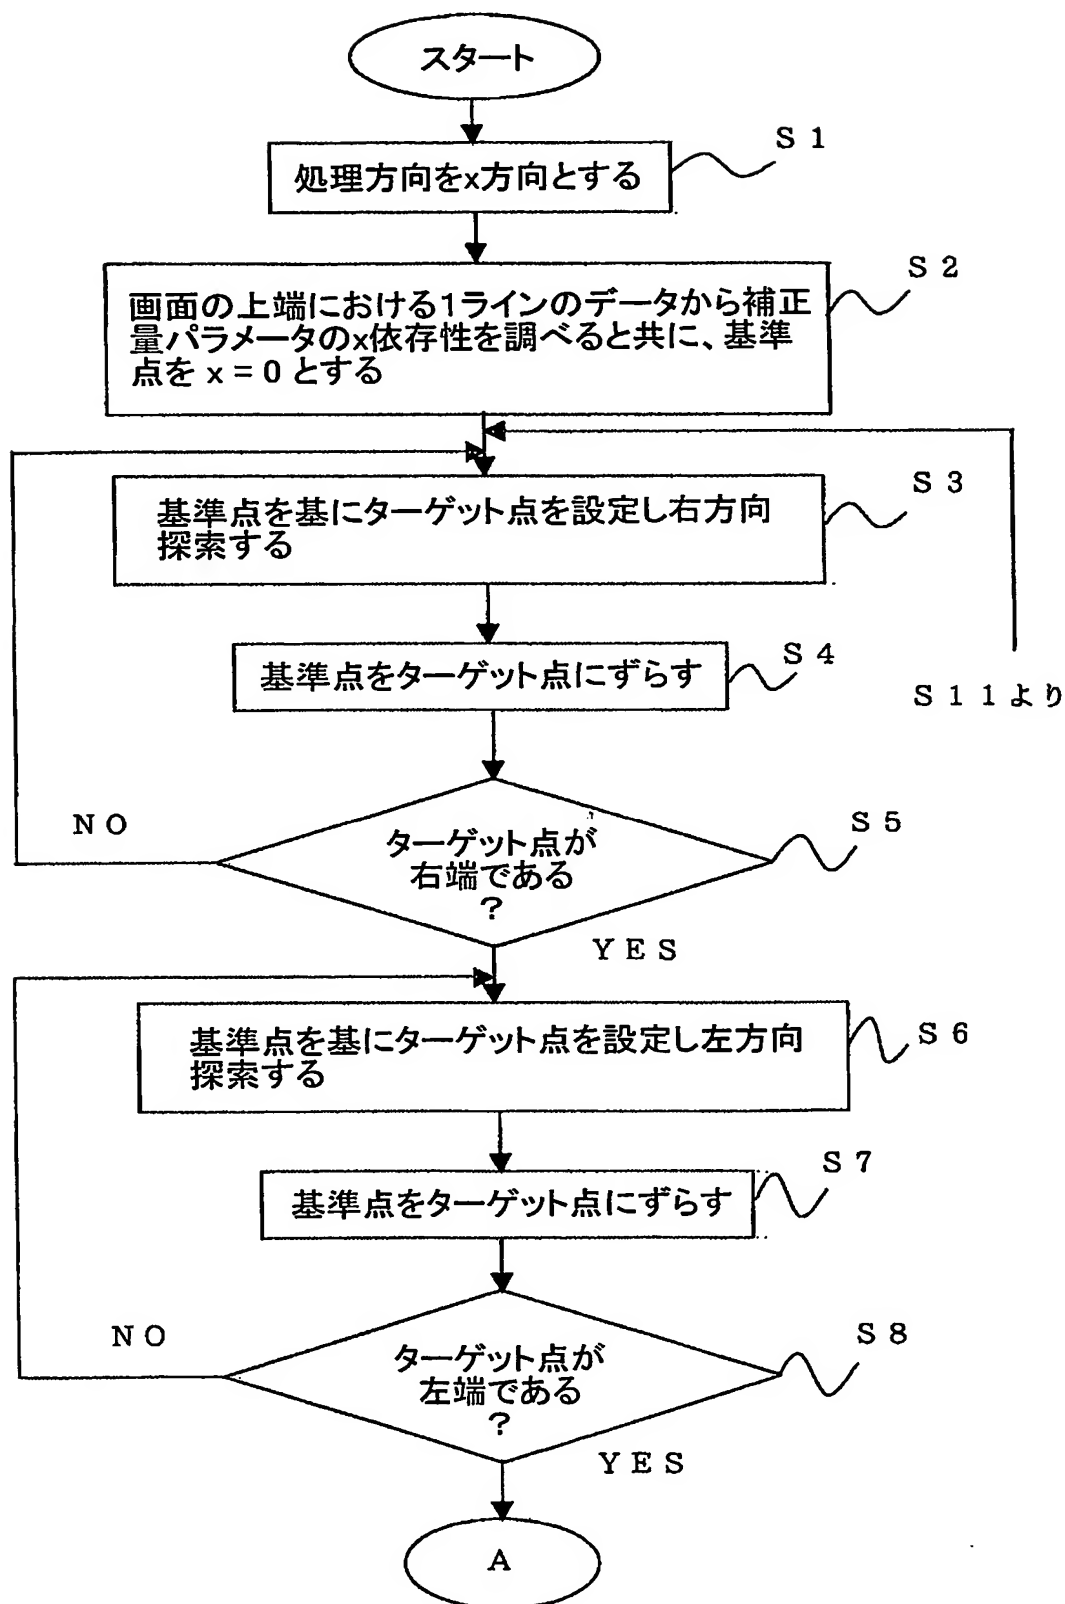 スタート
S1
処理方向をx方向とする
S2
画面の上端における1ラインのデータから補正
量パラメータのx依存性を調べると共に、基準
点を x = 0 とする
S3
基準点を基にターゲット点を設定し右方向
探索する
S4
基準点をターゲット点にずらす
S11より
NO
S5
ターゲット点が
右端である
?
YES
S6
基準点を基にターゲット点を設定し左方向
探索する
S7
基準点をターゲット点にずらす
NO
S8
ターゲット点が
左端である
?
YES
A